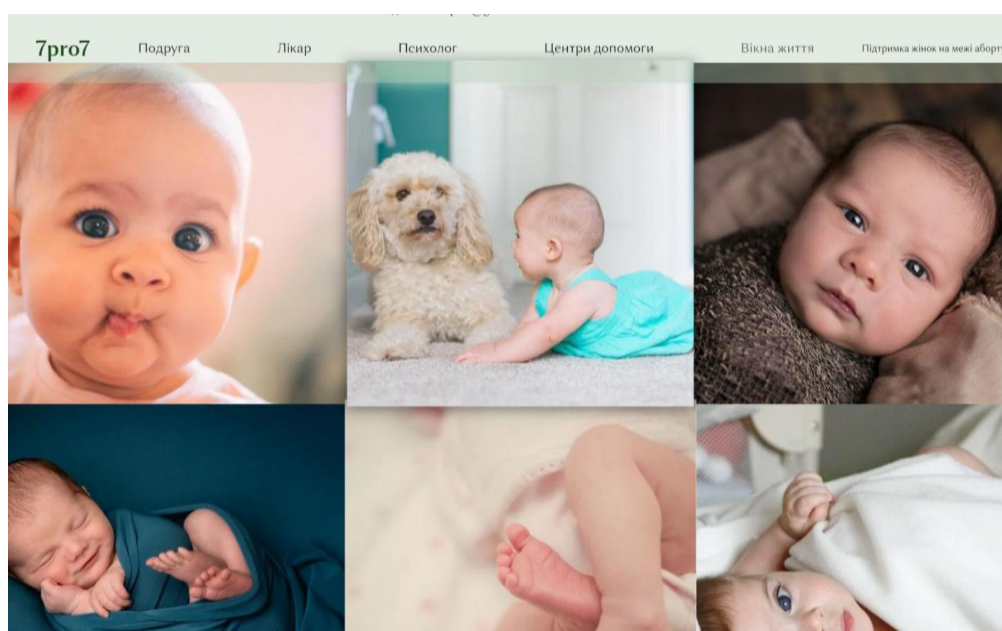 7pro7 Подруга Лікар Психолог Центри допомоги Вікна життя Підтримка жінок на межі аборту